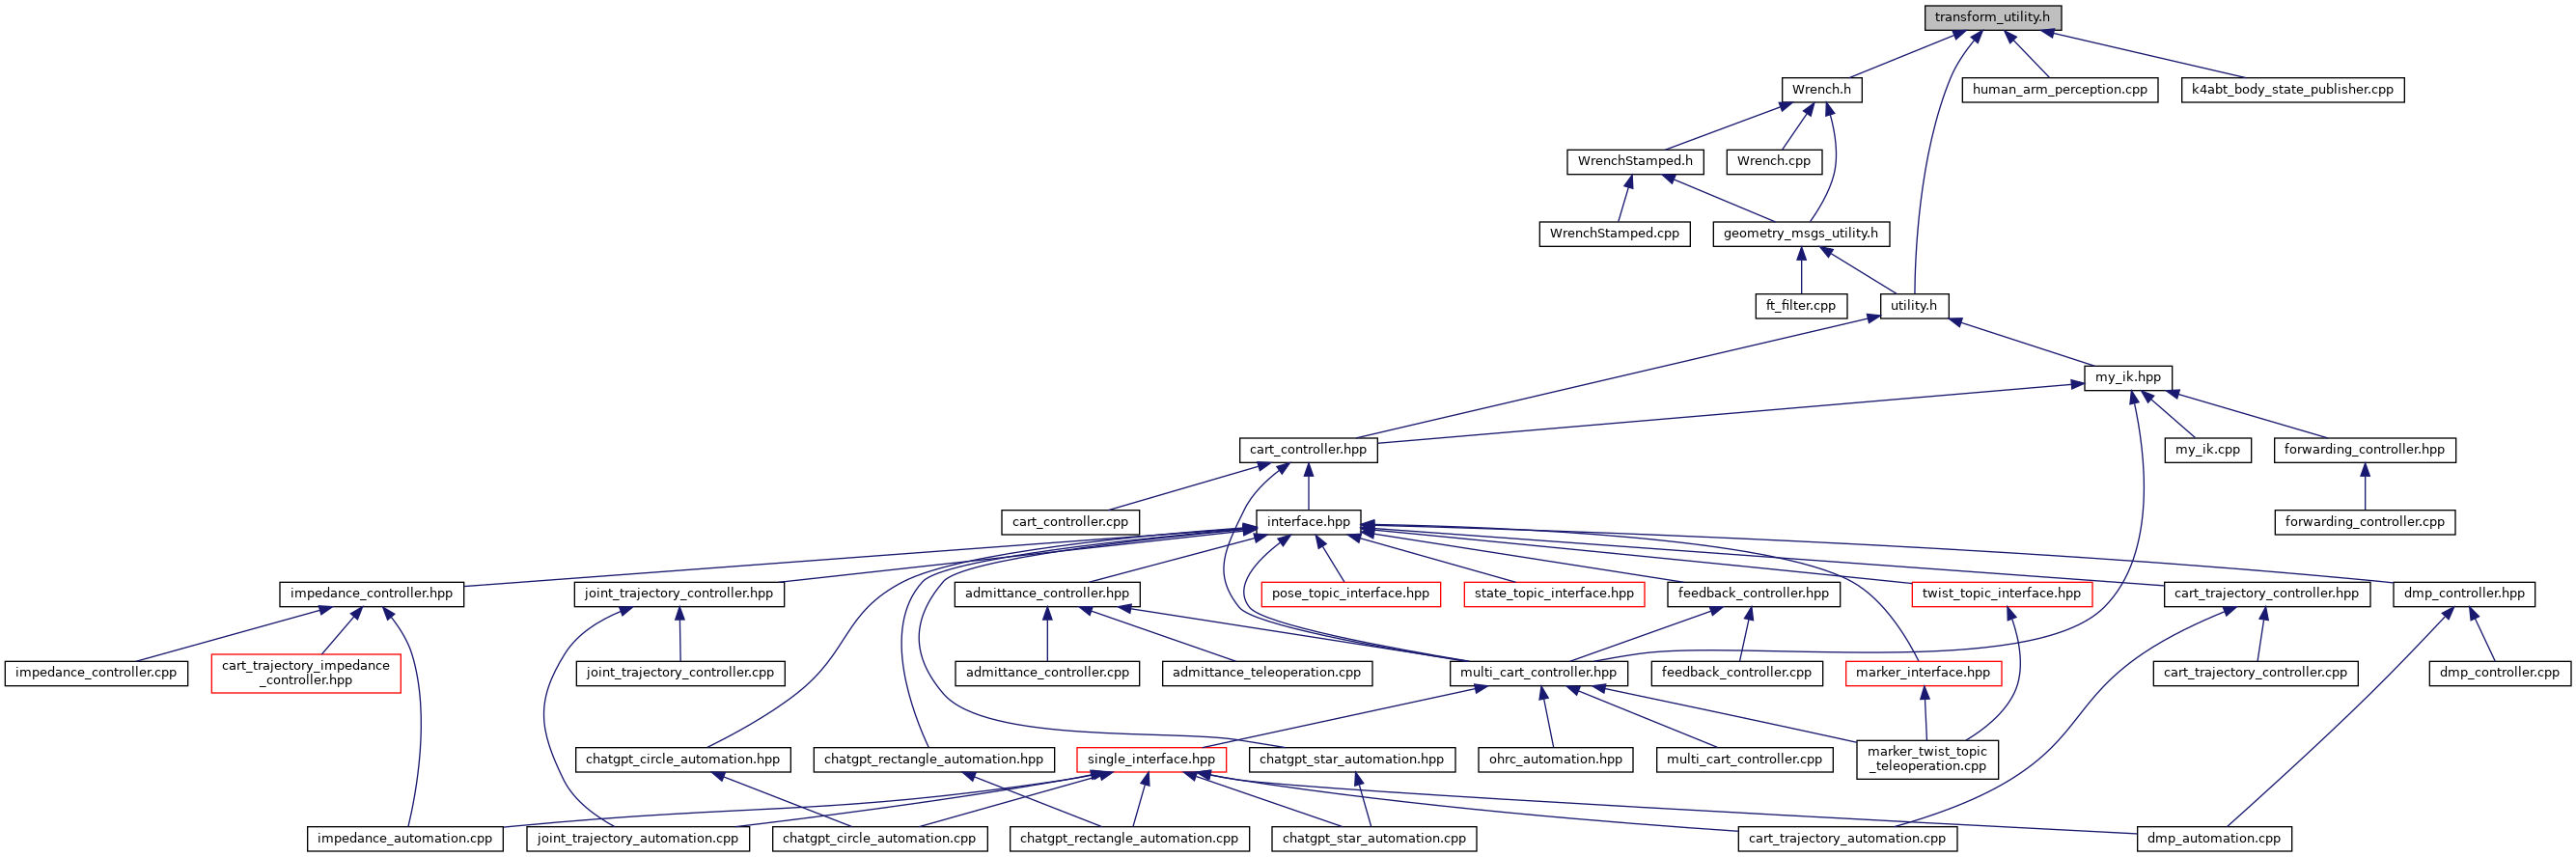 transform_utility.h
Wrench.h
human_arm_perception.cpp
k4abt_body_state_publisher.cpp
WrenchStamped.h
Wrench.cpp
WrenchStamped.cpp
geometry_msgs_utility.h
ft_filter.cpp
utility.h
my_ik.hpp
cart_controller.hpp
my_ik.cpp
forwarding_controller.hpp
cart_controller.cpp
interface.hpp
forwarding_controller.cpp
impedance_controller.hpp
joint_trajectory_controller.hpp
admittance_controller.hpp
pose_topic_interface.hpp
state_topic_interface.hpp
feedback_controller.hpp
twist_topic_interface.hpp
cart_trajectory_controller.hpp
dmp_controller.hpp
impedance_controller.cpp
cart_trajectory_impedance
_controller.hpp
joint_trajectory_controller.cpp
admittance_controller.cpp
admittance_teleoperation.cpp
multi_cart_controller.hpp
feedback_controller.cpp
marker_interface.hpp
cart_trajectory_controller.cpp
dmp_controller.cpp
chatgpt_circle_automation.hpp
chatgpt_rectangle_automation.hpp
single_interface.hpp
chatgpt_star_automation.hpp
ohrc_automation.hpp
multi_cart_controller.cpp
marker_twist_topic
_teleoperation.cpp
impedance_automation.cpp
joint_trajectory_automation.cpp
chatgpt_circle_automation.cpp
chatgpt_rectangle_automation.cpp
chatgpt_star_automation.cpp
cart_trajectory_automation.cpp
dmp_automation.cpp